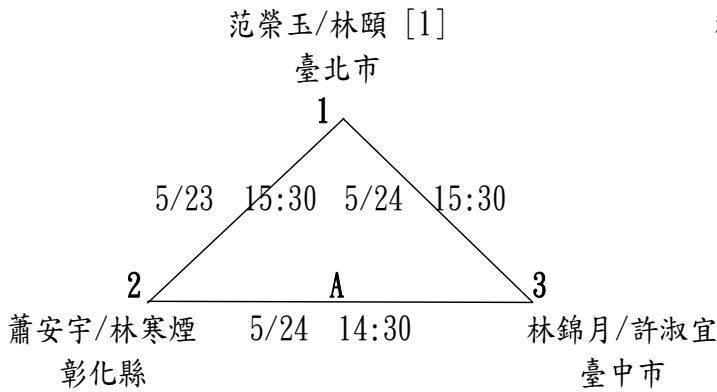 范榮玉/林頤 [1]
臺北市
1
5/23 15:30 5/24 15:30
2 A 3
蕭安宇/林寒煙 5/24 14:30 林錦月/許淑宜
彰化縣 臺中市